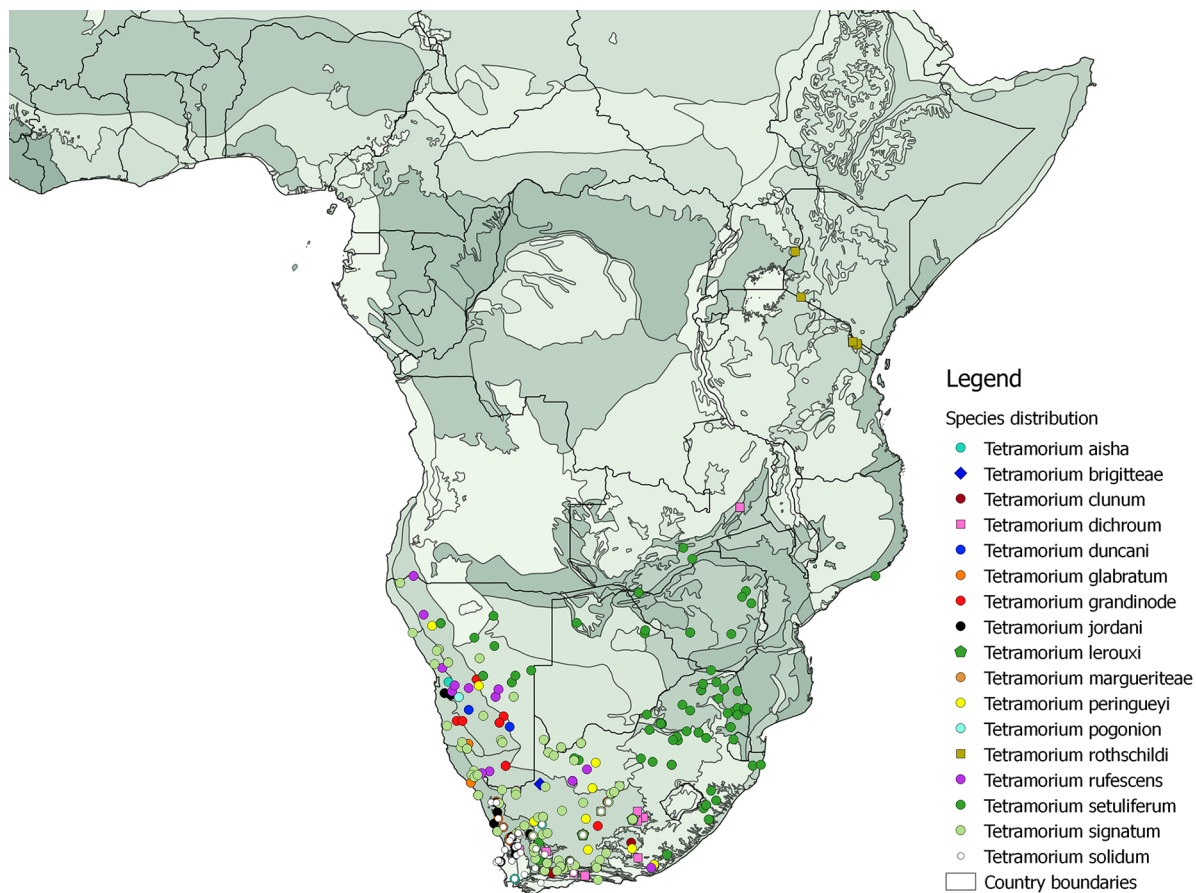 Legend
Species distribution
Tetramorium aisha
Tetramorium brigitteae
Tetramorium clunum
Tetramorium dichroum
Tetramorium duncani
Tetramorium glabratum
Tetramorium grandinode
Tetramorium jordani
Tetramorium lerouxi
Tetramorium margueriteae
Tetramorium peringueyi
Tetramorium pogonion
Tetramorium rothschildi
Tetramorium rufescens
Tetramorium setuliferum
Tetramorium signatum
Tetramorium solidum
Country boundaries